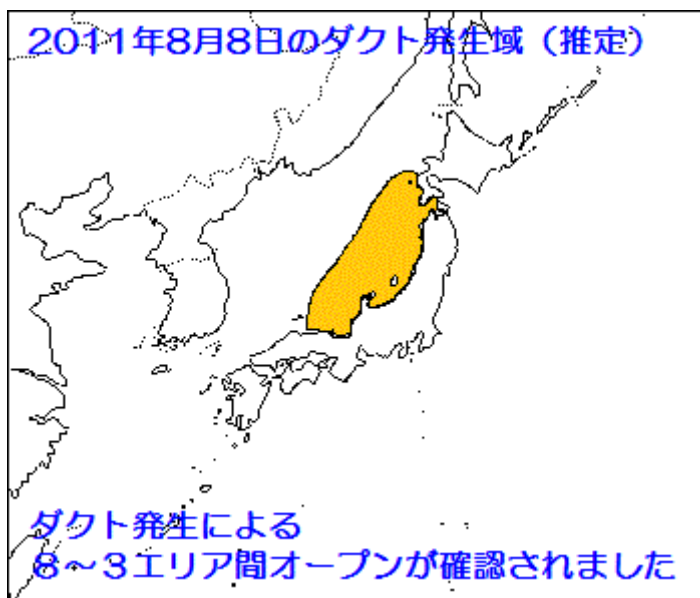 2011年8月8日のダクト発生域（推定）
ダクト発生による
8～3エリア間オープンが確認されました